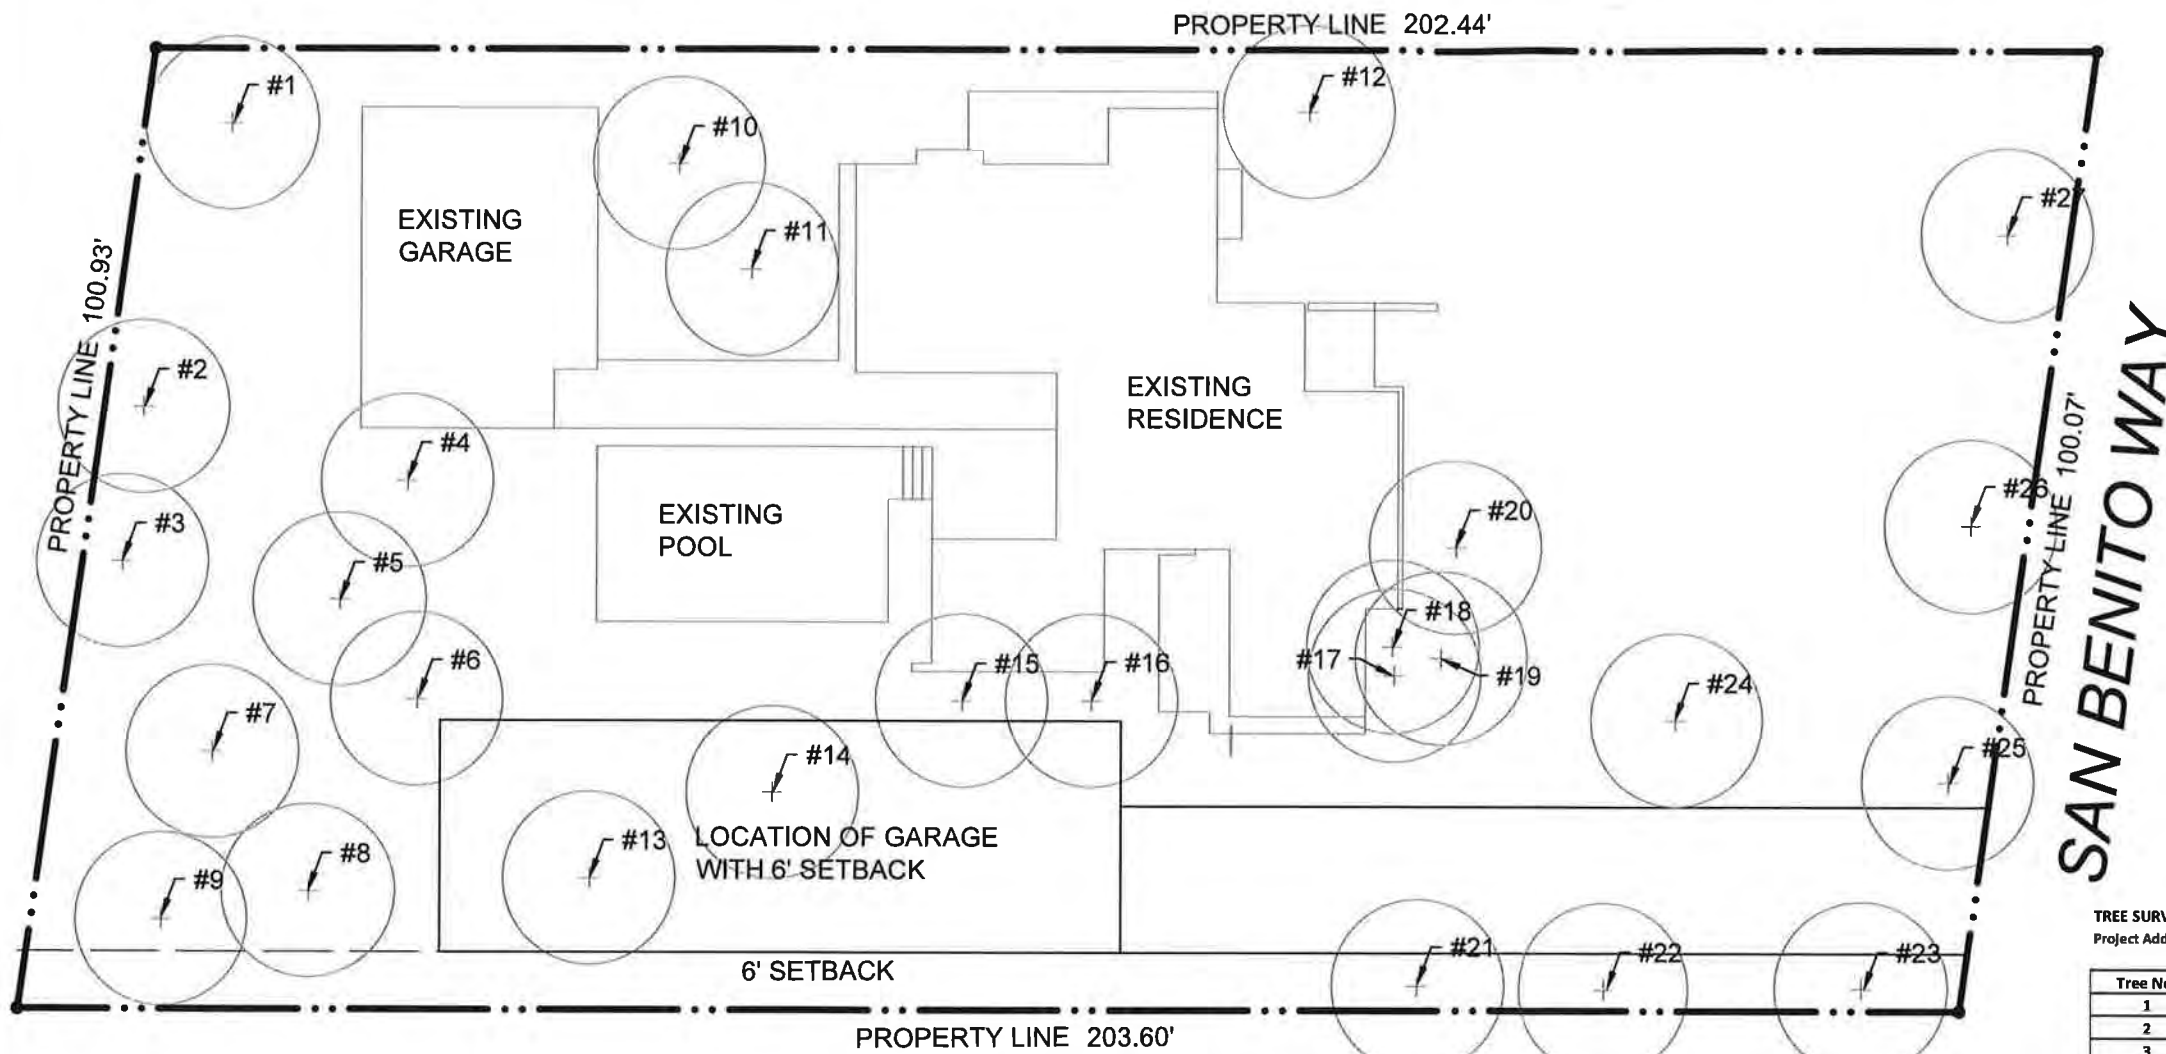 PROPERTY LINE 202.44'
#1
#12
#10
#27
EXISTING
GARAGE
#11
PROPERTY LINE 100.93'
#2
EXISTING
RESIDENCE
#4
#26
PROPERTY LINE 100.07'
SAN BENITO WAY
#3
EXISTING
POOL
#20
#5
#18
#6
#15
#16
#17
#19
#24
#7
#14
#25
#13
LOCATION OF GARAGE
WITH 6' SETBACK
#8
#9
#21
#22
#23
6' SETBACK
PROPERTY LINE 203.60'
TREE
Project
Tree
1
2
3